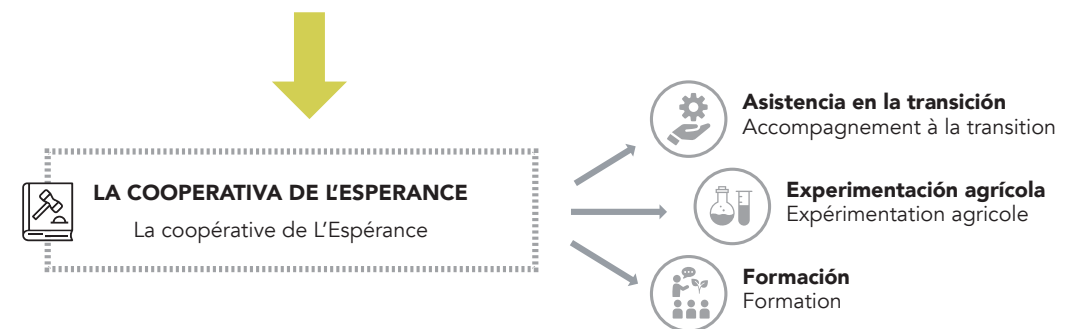 LA COOPERATIVA DE L'ESPERANCE
La coopérative de L'Espérance
Asistencia en la transición
Accompagnement à la transition
Experimentación agrícola
Expérimentation agricole
Formación
Formation